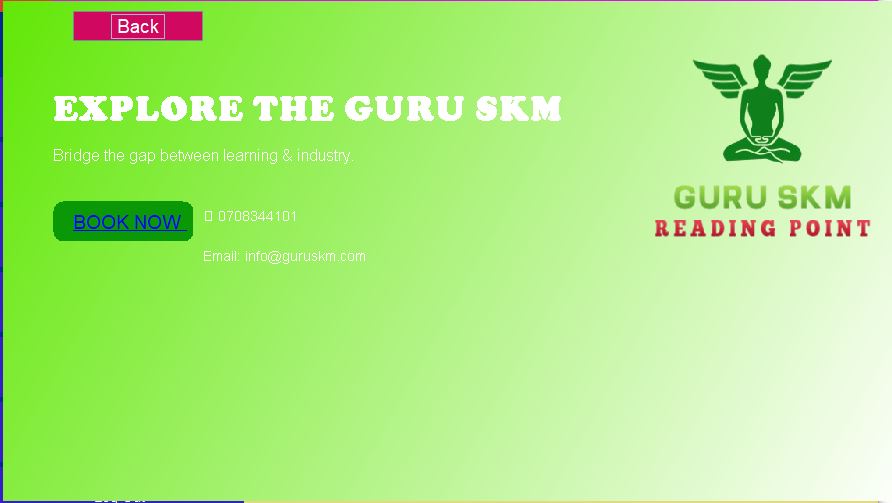 Back
EXPLORE THE GURU SKM
Bridge the gap between learning & industry.
BOOK NOW
0708344101
Email: info@guruskm.com
GURU SKM
READING POINT